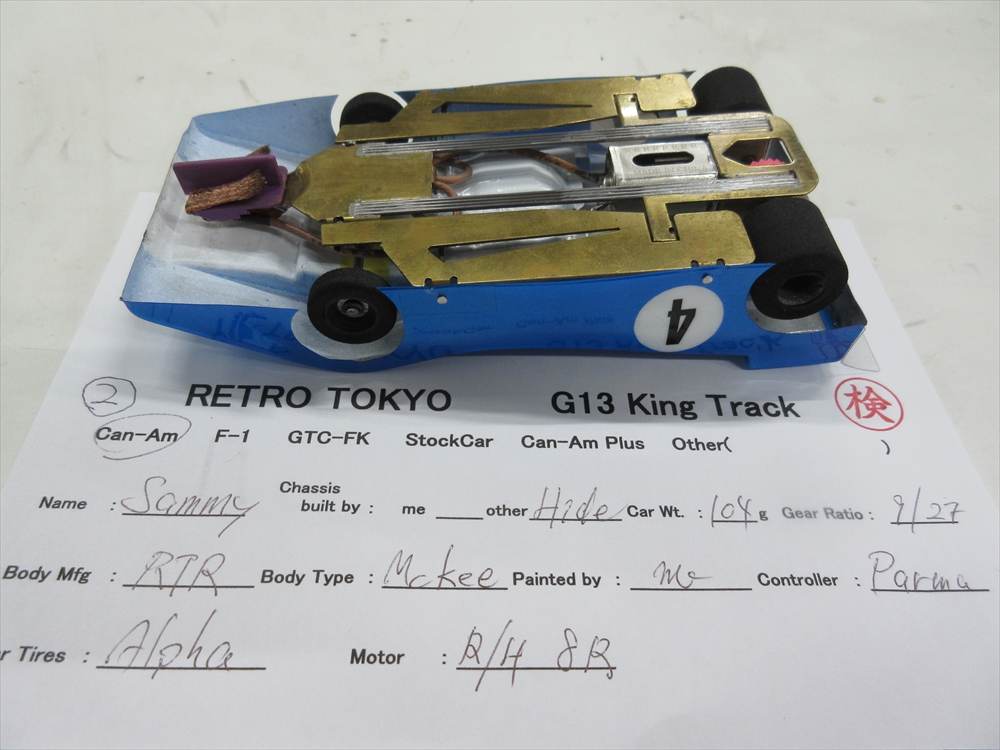 4
2 RETRO TOKYO G13 King Track 検
Can-Am F-1 GTC-FK StockCar Can-Am Plus Other( )
Name : Sammy Chassis built by : me ___ other Hide Car Wt. : 104 g Gear Ratio : 9/27
Body Mfg : RTR Body Type : Mckee Painted by : me Controller : Parma
r Tires : Alpha Motor : R/H 8R